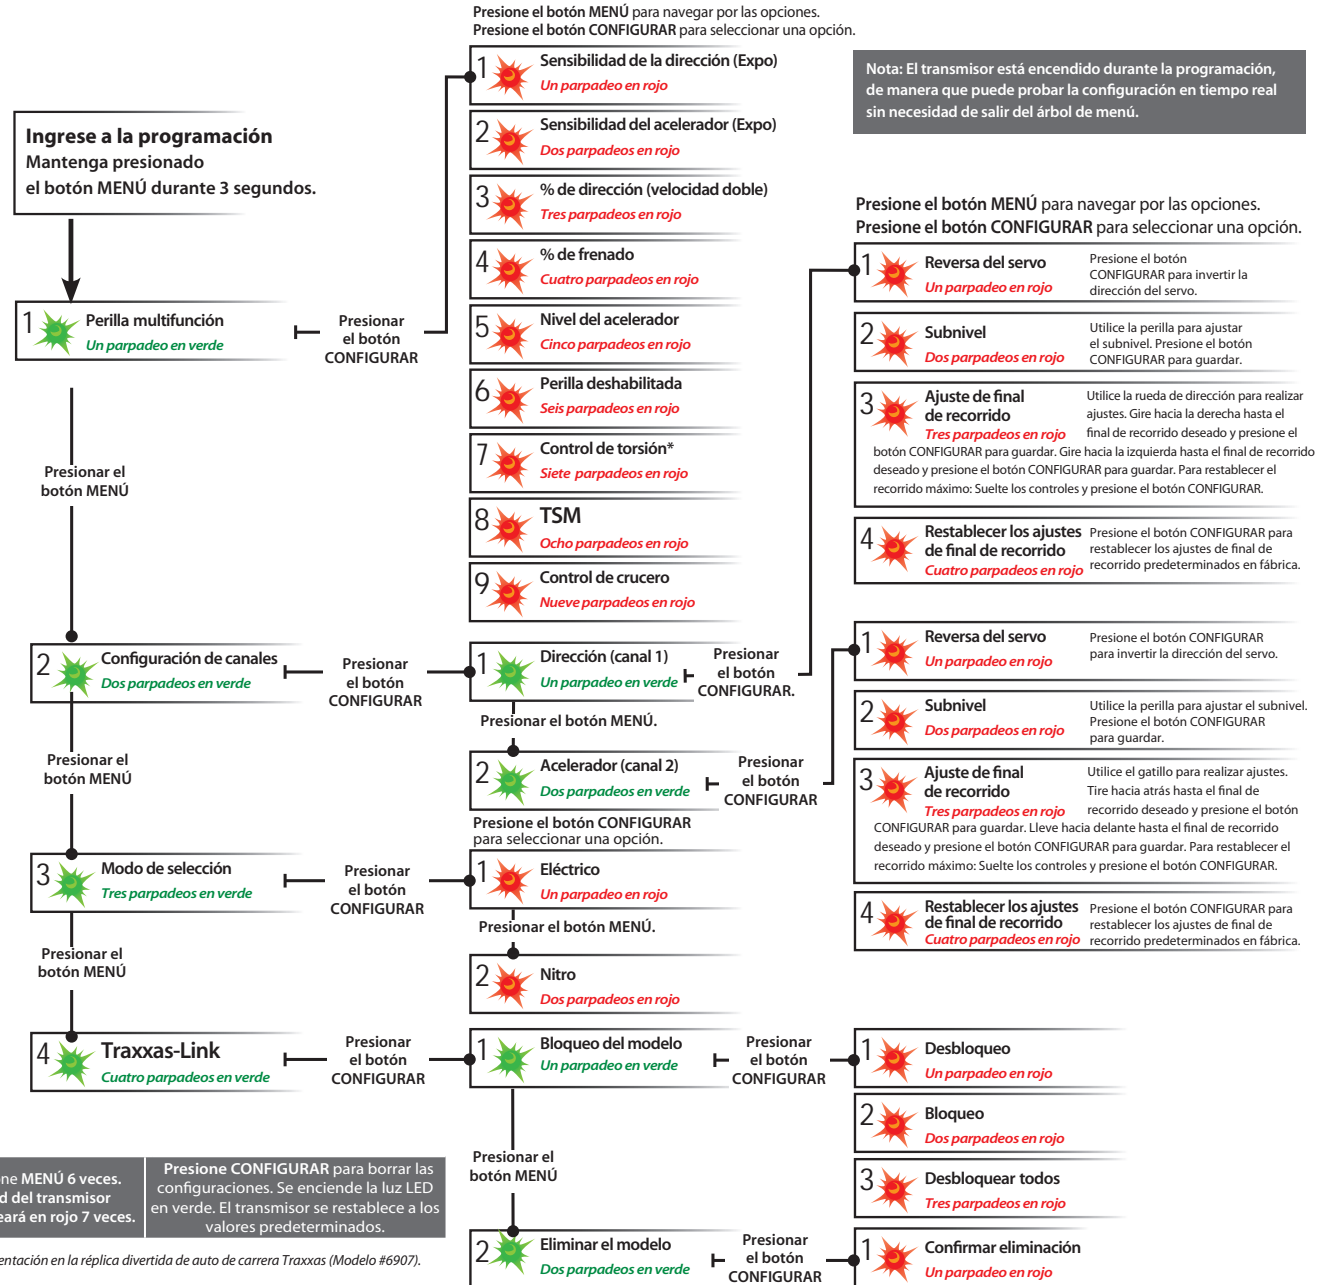 Presione el botón MENÚ para navegar por las opciones.
Presione el botón CONFIGURAR para seleccionar una opción.
Ingrese a la programación
Mantenga presionado
el botón MENÚ durante 3 segundos.
1 Perilla multifunción
Un parpadeo en verde
Presionar
el botón
CONFIGURAR
1 Sensibilidad de la dirección (Expo)
Un parpadeo en rojo
2 Sensibilidad del acelerador (Expo)
Dos parpadeos en rojo
3 % de dirección (velocidad doble)
Tres parpadeos en rojo
4 % de frenado
Cuatro parpadeos en rojo
5 Nivel del acelerador
Cinco parpadeos en rojo
6 Perilla deshabilitada
Seis parpadeos en rojo
7 Control de torsión*
Siete parpadeos en rojo
8 TSM
Ocho parpadeos en rojo
9 Control de crucero
Nueve parpadeos en rojo
Nota: El transmisor está encendido durante la programación,
de manera que puede probar la configuración en tiempo real
sin necesidad de salir del árbol de menú.
Presionar el
botón MENÚ
2 Configuración de canales
Dos parpadeos en verde
Presionar
el botón
CONFIGURAR
1 Dirección (canal 1)
Un parpadeo en verde
Presionar
el botón
CONFIGURAR.
Presione el botón MENÚ para navegar por las opciones.
Presione el botón CONFIGURAR para seleccionar una opción.
1 Reversa del servo
Un parpadeo en rojo
Presione el botón
CONFIGURAR para invertir la
dirección del servo.
2 Subnivel
Dos parpadeos en rojo
Utilice la perilla para ajustar
el subnivel. Presione el botón
CONFIGURAR para guardar.
3 Ajuste de final
de recorrido
Tres parpadeos en rojo
Utilice la rueda de dirección para realizar
ajustes. Gire hacia la derecha hasta el
final de recorrido deseado y presione el
botón CONFIGURAR para guardar. Gire hacia la izquierda hasta el final de recorrido
deseado y presione el botón CONFIGURAR para guardar. Para restablecer el
recorrido máximo: Suelte los controles y presione el botón CONFIGURAR.
4 Restablecer los ajustes
de final de recorrido
Cuatro parpadeos en rojo
Presione el botón CONFIGURAR para
restablecer los ajustes de final de
recorrido predeterminados en fábrica.
Presionar el botón MENÚ.
2 Acelerador (canal 2)
Dos parpadeos en verde
Presionar
el botón
CONFIGURAR
1 Reversa del servo
Un parpadeo en rojo
Presione el botón CONFIGURAR
para invertir la dirección del servo.
2 Subnivel
Dos parpadeos en rojo
Utilice la perilla para ajustar el subnivel.
Presione el botón CONFIGURAR
para guardar.
3 Ajuste de final
de recorrido
Tres parpadeos en rojo
Utilice el gatillo para realizar ajustes.
Tire hacia atrás hasta el final de
recorrido deseado y presione el botón
CONFIGURAR para guardar. Lleve hacia delante hasta el final de recorrido
deseado y presione el botón CONFIGURAR para guardar. Para restablecer el
recorrido máximo: Suelte los controles y presione el botón CONFIGURAR.
4 Restablecer los ajustes
de final de recorrido
Cuatro parpadeos en rojo
Presione el botón CONFIGURAR para
restablecer los ajustes de final de
recorrido predeterminados en fábrica.
Presionar el
botón MENÚ
3 Modo de selección
Tres parpadeos en verde
Presionar
el botón
CONFIGURAR
Presione el botón CONFIGURAR
para seleccionar una opción.
1 Eléctrico
Un parpadeo en rojo
Presionar el botón MENÚ.
2 Nitro
Dos parpadeos en rojo
Presionar el
botón MENÚ
4 Traxxas-Link
Cuatro parpadeos en verde
Presionar
el botón
CONFIGURAR
1 Bloqueo del modelo
Un parpadeo en verde
Presionar
el botón
CONFIGURAR
1 Desbloqueo
Un parpadeo en rojo
2 Bloqueo
Dos parpadeos en rojo
3 Desbloquear todos
Tres parpadeos en rojo
Presionar el
botón MENÚ
2 Eliminar el modelo
Dos parpadeos en verde
Presionar
el botón
CONFIGURAR
1 Confirmar eliminación
Un parpadeo en rojo
ne MENÚ 6 veces.
d del transmisor
eará en rojo 7 veces.
Presione CONFIGURAR para borrar las
configuraciones. Se enciende la luz LED
en verde. El transmisor se restablece a los
valores predeterminados.
entación en la réplica divertida de auto de carrera Traxxas (Modelo #6907).